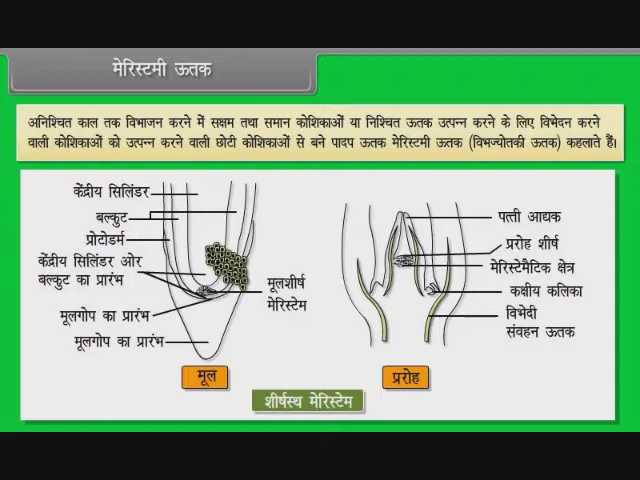 मेरिस्टमी ऊतक
अनिश्चित काल तक विभाजन करने में सक्षम तथा समान कोशिकाओं या निश्चित ऊतक उत्पन्न करने के लिए विभेदन करने
वाली कोशिकाओं को उत्पन्न करने वाली छोटी कोशिकाओं से बने पादप ऊतक मेरिस्टमी ऊतक (विभज्योतकी ऊतक) कहलाते हैं।
केंद्रीय सिलिंडर
बल्कुट
प्रोटोडर्म
केंद्रीय सिलिंडर ओर
बल्कुट का प्रारंभ
मूलगोप का प्रारंभ
मूलगोप का प्रारंभ
मूलशीर्ष
मेरिस्टेम
मूल
पत्ती आद्यक
प्ररोह शीर्ष
मेरिस्टेमैटिक क्षेत्र
कक्षीय कलिका
विभेदी
संवहन ऊतक
प्ररोह
शीर्षस्थ मेरिस्टेम